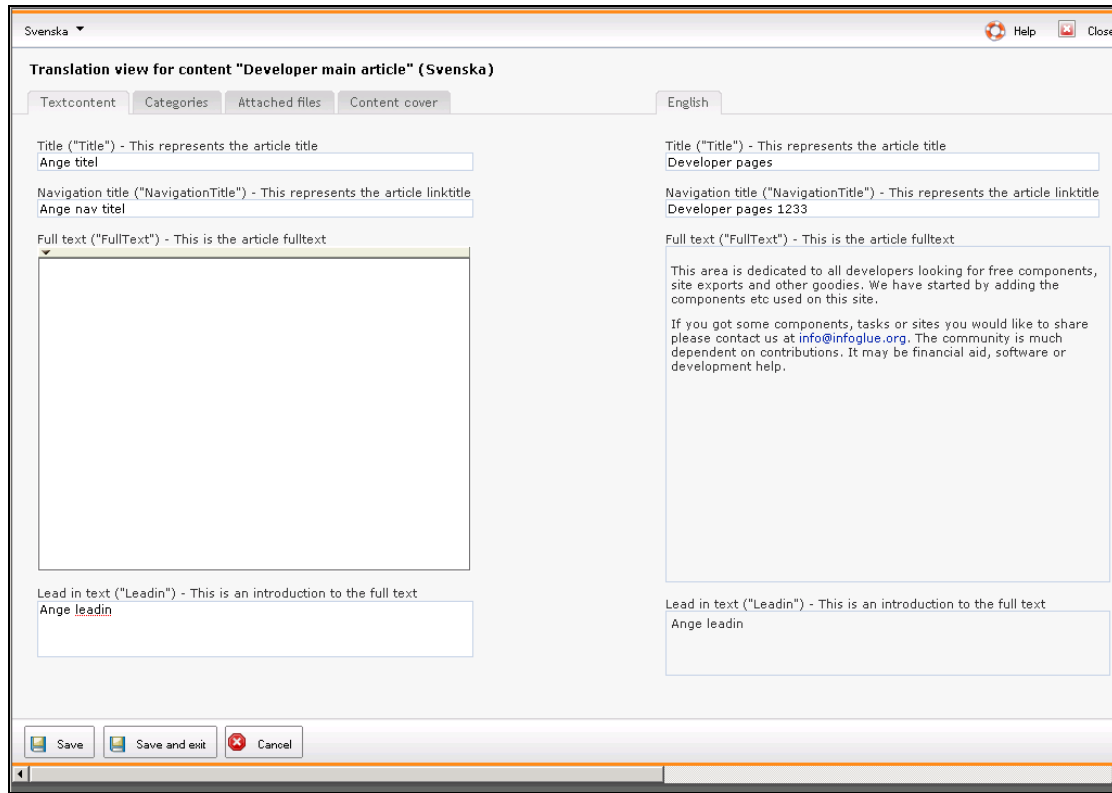 Svenska
Help
Close
Translation view for content "Developer main article" (Svenska)
Textcontent
Categories
Attached files
Content cover
Title ("Title") - This represents the article title
Ange titel
Navigation title ("NavigationTitle") - This represents the article linktitle
Ange nav titel
Full text ("FullText") - This is the article fulltext
Lead in text ("Leadin") - This is an introduction to the full text
Ange leadin
English
Title ("Title") - This represents the article title
Developer pages
Navigation title ("NavigationTitle") - This represents the article linktitle
Developer pages 1233
Full text ("FullText") - This is the article fulltext
This area is dedicated to all developers looking for free components,
site exports and other goodies. We have started by adding the
components etc used on this site.
If you got some components, tasks or sites you would like to share
please contact us at info@infoglue.org. The community is much
dependent on contributions. It may be financial aid, software or
development help.
Lead in text ("Leadin") - This is an introduction to the full text
Ange leadin
Save
Save and exit
Cancel